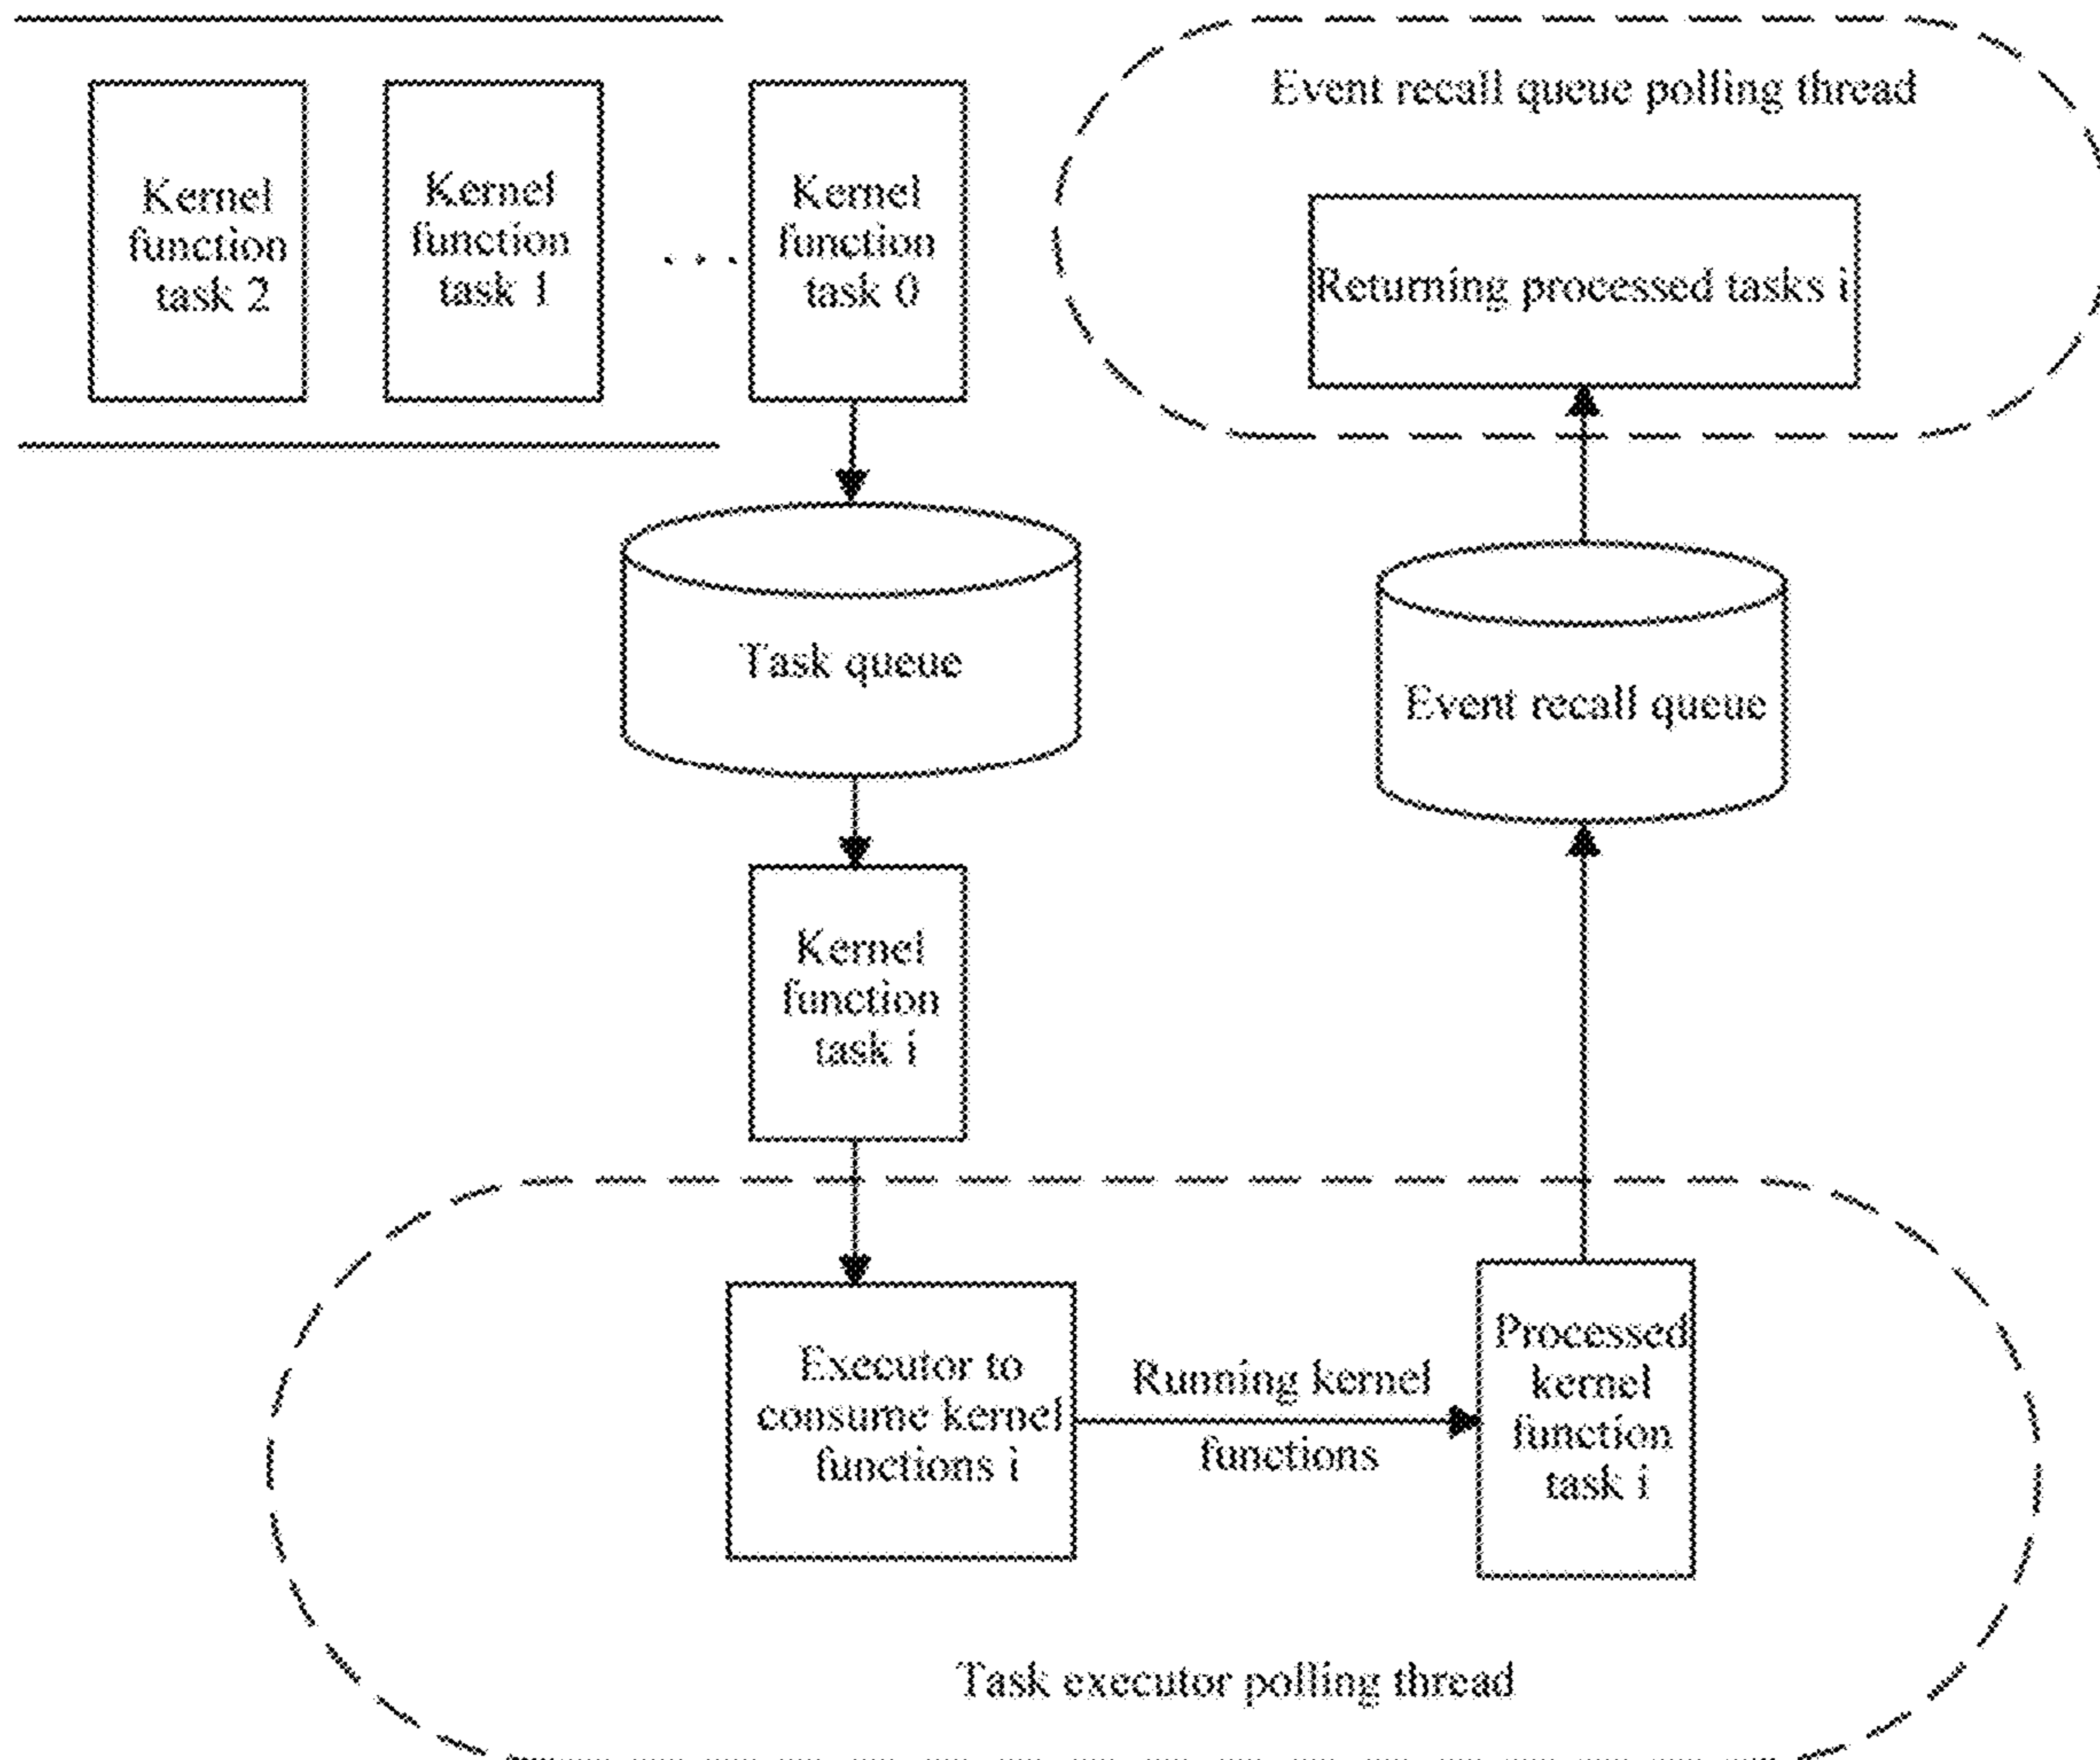 Kernel
function
task 2
Kernel
function
task 1
...
Kernel
function
task 0
Event recall queue polling thread
Returning processed tasks i
Task queue
Event recall queue
Kernel
function
task i
Executor to
consume kernel
functions i
Running kernel
functions
Processed
kernel
function
task i
Task executor polling thread